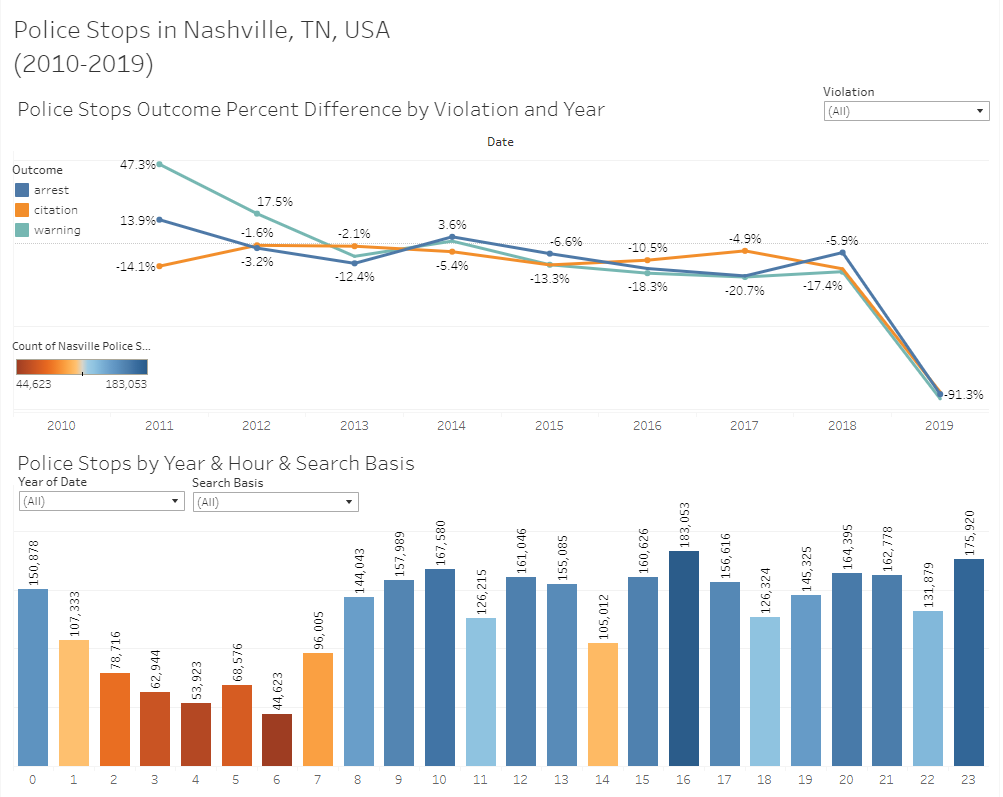 Police Stops in Nashville, TN, USA
(2010-2019)
Police Stops Outcome Percent Difference by Violation and Year
Violation
(All)
Date
Outcome
arrest
citation
warning
47.3%
13.9%
-14.1%
17.5%
-1.6%
-3.2%
-2.1%
-12.4%
3.6%
-5.4%
-6.6%
-13.3%
-10.5%
-18.3%
-4.9%
-20.7%
-5.9%
-17.4%
-91.3%
Count of Nasville Police S...
44,623 183,053
2010 2011 2012 2013 2014 2015 2016 2017 2018 2019
Police Stops by Year & Hour & Search Basis
Year of Date
(All)
Search Basis
(All)
150,878
107,333
78,716
62,944
53,923
68,576
44,623
96,005
144,043
157,989
167,580
126,215
161,046
155,085
105,012
160,626
183,053
156,616
126,324
145,325
164,395
162,778
131,879
175,920
0 1 2 3 4 5 6 7 8 9 10 11 12 13 14 15 16 17 18 19 20 21 22 23